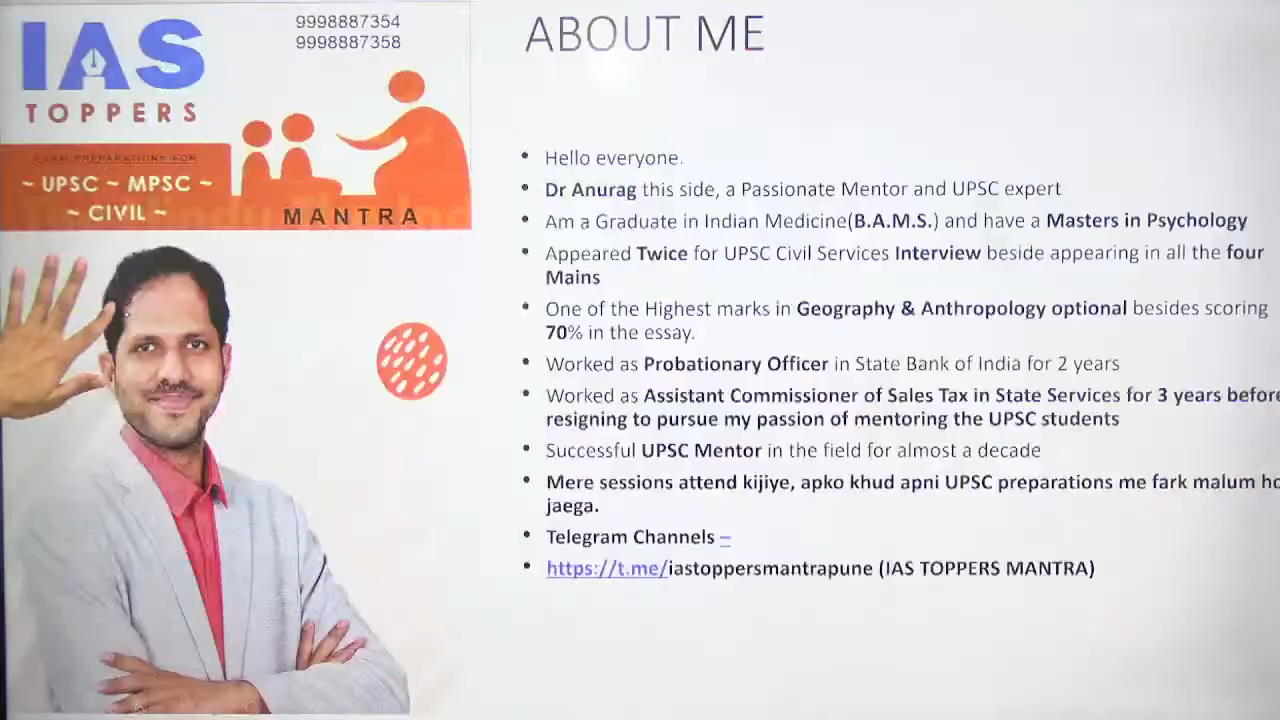 IAS
TOPPERS
9998887354
9998887358
EXAM PREPARATIONS FOR
~ UPSC ~ MPSC ~
~ CIVIL ~
MANTRA
ABOUT ME
• Hello everyone.
• Dr Anurag this side, a Passionate Mentor and UPSC expert
• Am a Graduate in Indian Medicine(B.A.M.S.) and have a Masters in Psychology
• Appeared Twice for UPSC Civil Services Interview beside appearing in all the four
Mains
• One of the Highest marks in Geography & Anthropology optional besides scoring
70% in the essay.
• Worked as Probationary Officer in State Bank of India for 2 years
• Worked as Assistant Commissioner of Sales Tax in State Services for 3 years before
resigning to pursue my passion of mentoring the UPSC students
• Successful UPSC Mentor in the field for almost a decade
• Mere sessions attend kijiye, apko khud apni UPSC preparations me fark malum ho
jaega.
• Telegram Channels –
• https://t.me/iastoppersmantrapune (IAS TOPPERS MANTRA)